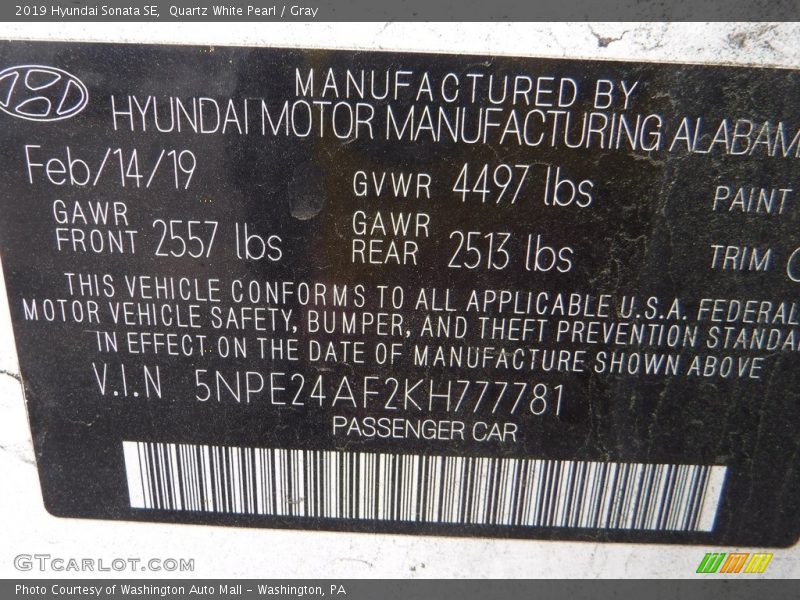 2019 Hyundai Sonata SE, Quartz White Pearl / Gray
MANUFACTURED BY
HYUNDAI MOTOR MANUFACTURING ALABAM
Feb/14/19 GVWR 4497 lbs PAINT
GAWR FRONT 2557 lbs GAWR REAR 2513 lbs TRIM
THIS VEHICLE CONFORMS TO ALL APPLICABLE U.S.A. FEDERAL
MOTOR VEHICLE SAFETY, BUMPER, AND THEFT PREVENTION STANDA
IN EFFECT ON THE DATE OF MANUFACTURE SHOWN ABOVE
V.I.N 5NPE24AF2KH777781
PASSENGER CAR
GTCARLOT.COM
Photo Courtesy of Washington Auto Mall - Washington, PA